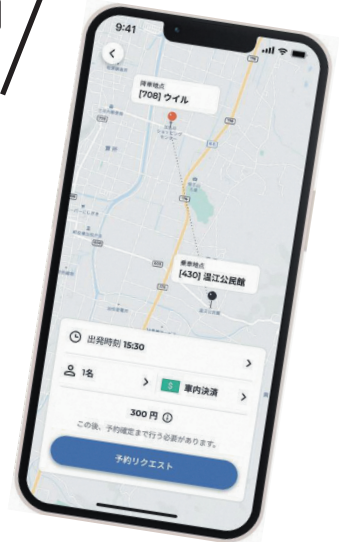 9:41
降車地点
[708] ウイル
乗車地点
[430] 温江公民館
出発時刻 15:30
1名
車内決済
300 円
この後、予約確定まで行う必要があります。
予約リクエスト